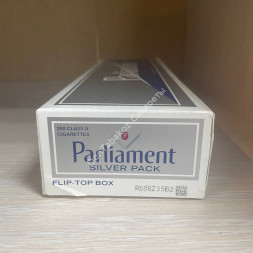 200 CLASS A
CIGARETTES
Parliament
SILVER PACK
FLIP-TOP BOX